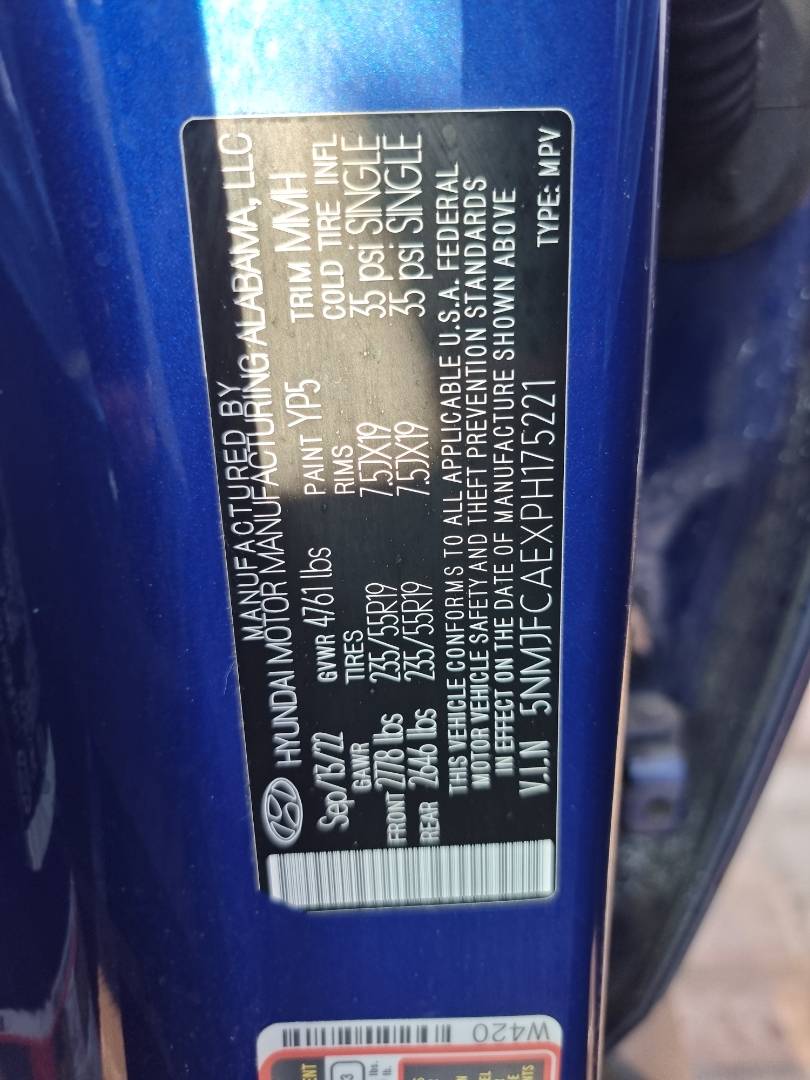 MANUFACTURED BY
HYUNDAI MOTOR MANUFACTURING ALABAMA, LLC
Sep/13/22 GVWR 4761 lbs PAINT YP5 TRIM MMH
GAWR TIRES RIMS COLD TIRE INFL
FRONT 2778 lbs 235/55R19 7.5JX19 35 psi SINGLE
REAR 2646 lbs 235/55R19 7.5JX19 35 psi SINGLE
THIS VEHICLE CONFORMS TO ALL APPLICABLE U.S.A. FEDERAL
MOTOR VEHICLE SAFETY AND THEFT PREVENTION STANDARDS
IN EFFECT ON THE DATE OF MANUFACTURE SHOWN ABOVE
V.I.N 5NMJFCAEXPH175221 TYPE: MPV
W420